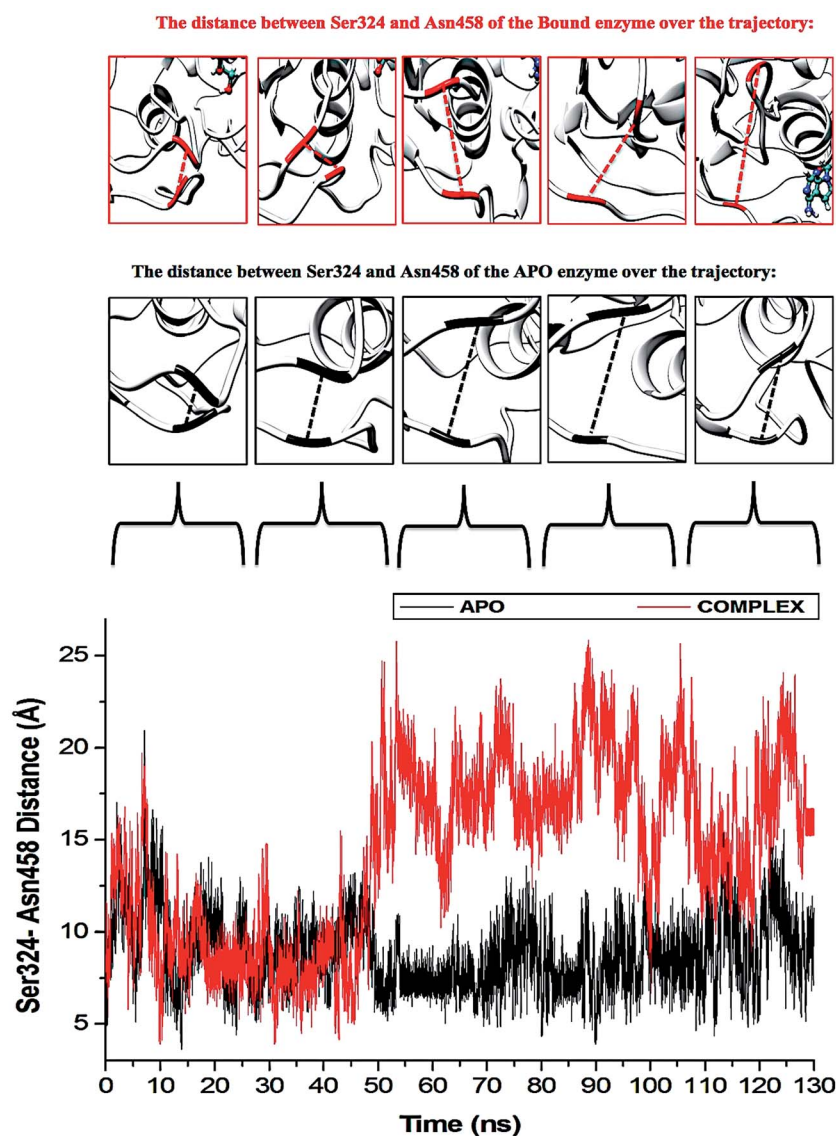 The distance between Ser324 and Asn458 of the Bound enzyme over the trajectory:
The distance between Ser324 and Asn458 of the APO enzyme over the trajectory:
APO COMPLEX
Ser324- Asn458 Distance (Å)
25
20
15
10
5
0 10 20 30 40 50 60 70 80 90 100 110 120 130
Time (ns)